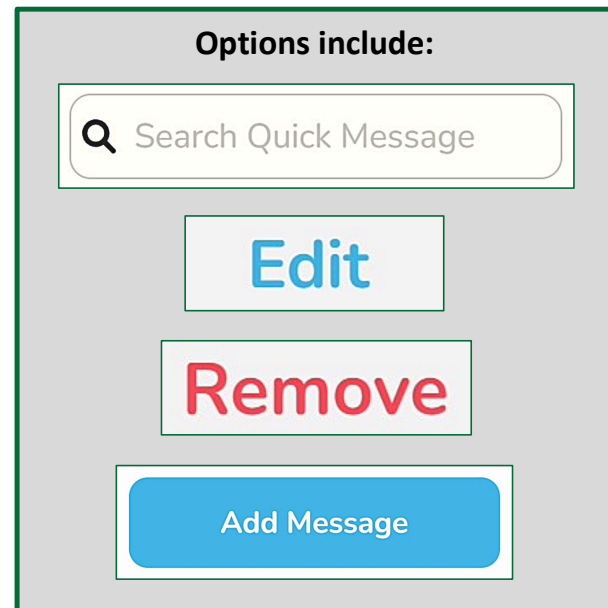 Options include:
Search Quick Message
Edit
Remove
Add Message